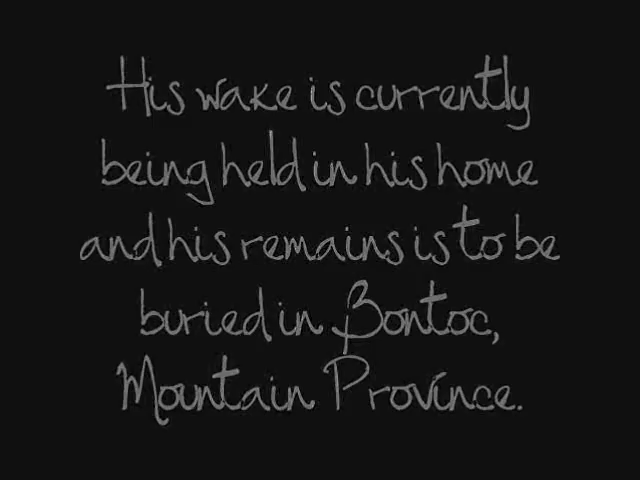 His wake is currently
being held in his home
and his remains is to be
buried in Bontoc,
Mountain Province.